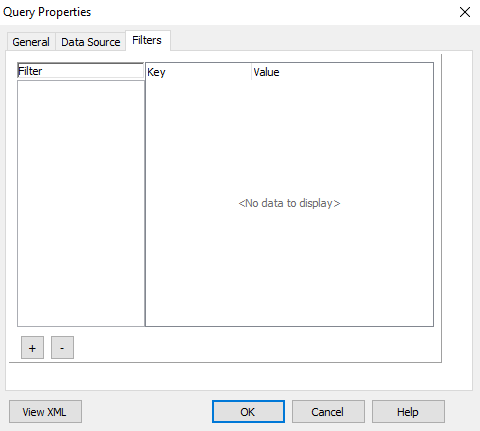 Query Properties
General Data Source Filters
Filter Key Value
<No data to display>
+ -
View XML OK Cancel Help